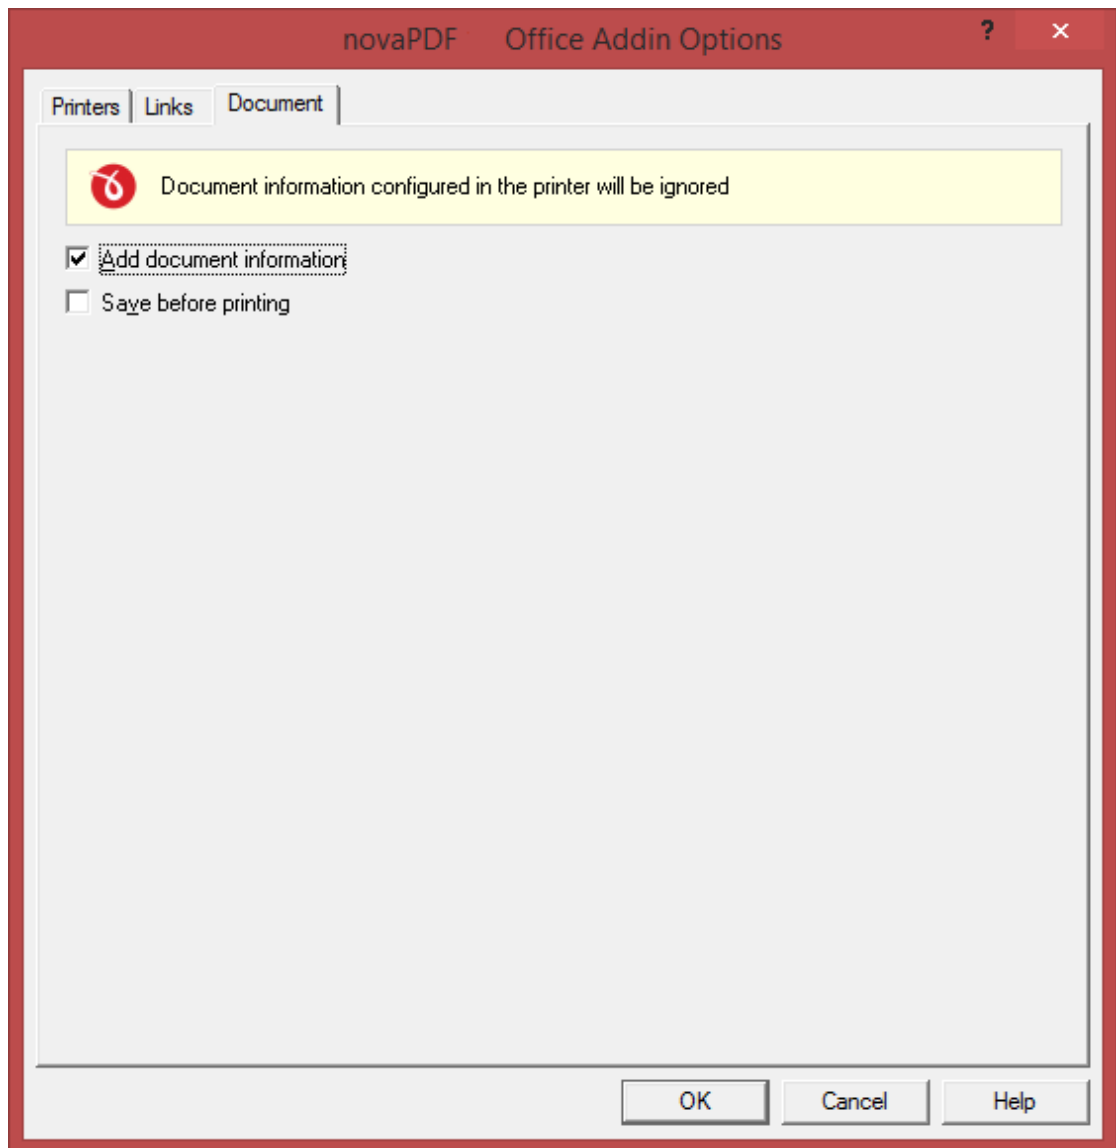 novaPDF Office Addin Options
?
Printers Links Document
Document information configured in the printer will be ignored
Add document information
Save before printing
OK Cancel Help